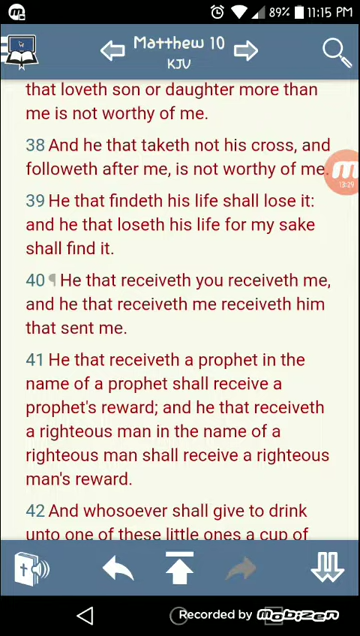 89% 11:15 PM
Matthew 10
KJV
that loveth son or daughter more than
me is not worthy of me.
38 And he that taketh not his cross, and
followeth after me, is not worthy of me.
39 He that findeth his life shall lose it:
and he that loseth his life for my sake
shall find it.
13:29
40 ¶ He that receiveth you receiveth me,
and he that receiveth me receiveth him
that sent me.
41 He that receiveth a prophet in the
name of a prophet shall receive a
prophet's reward; and he that receiveth
a righteous man in the name of a
righteous man shall receive a righteous
man's reward.
42 And whosoever shall give to drink
unto one of these little ones a cup of
Recorded by Mobizen